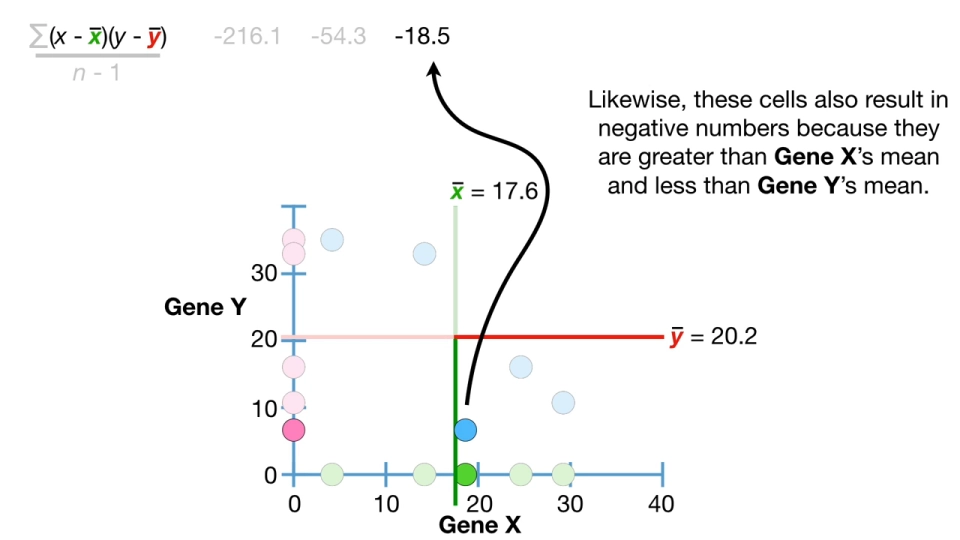 ∑(x - x̄)(y - ȳ)
n - 1
-216.1 -54.3 -18.5
Likewise, these cells also result in
negative numbers because they
are greater than Gene X's mean
and less than Gene Y's mean.
x̄ = 17.6
30
Gene Y
20
ȳ = 20.2
10
0
0 10 20 30 40
Gene X